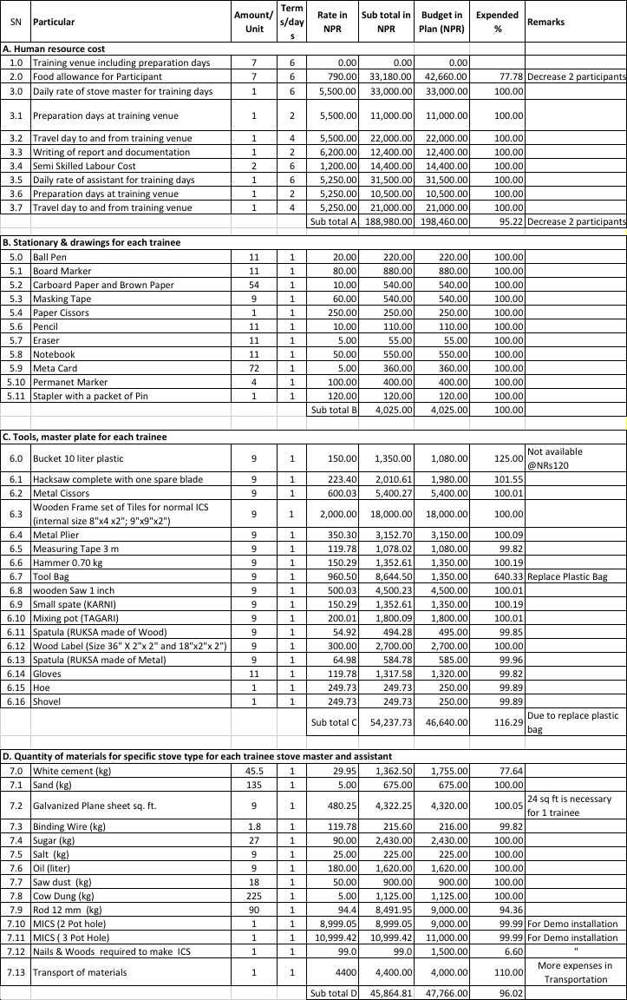 SN Particular Amount/ Unit Term s/day s Rate in NPR Sub total in NPR Budget in Plan (NPR) Expended % Remarks
A. Human resource cost
1.0 Training venue including preparation days 7 6 0.00 0.00 0.00
2.0 Food allowance for Participant 7 6 790.00 33,180.00 42,660.00 77.78 Decrease 2 participants
3.0 Daily rate of stove master for training days 1 6 5,500.00 33,000.00 33,000.00 100.00
3.1 Preparation days at training venue 1 2 5,500.00 11,000.00 11,000.00 100.00
3.2 Travel day to and from training venue 1 4 5,500.00 22,000.00 22,000.00 100.00
3.3 Writing of report and documentation 1 2 6,200.00 12,400.00 12,400.00 100.00
3.4 Semi Skilled Labour Cost 2 6 1,200.00 14,400.00 14,400.00 100.00
3.5 Daily rate of assistant for training days 1 6 5,250.00 31,500.00 31,500.00 100.00
3.6 Preparation days at training venue 1 2 5,250.00 10,500.00 10,500.00 100.00
3.7 Travel day to and from training venue 1 4 5,250.00 21,000.00 21,000.00 100.00
Sub total A 188,980.00 198,460.00 95.22 Decrease 2 participants
B. Stationary & drawings for each trainee
5.0 Ball Pen 11 1 20.00 220.00 220.00 100.00
5.1 Board Marker 11 1 80.00 880.00 880.00 100.00
5.2 Carboard Paper and Brown Paper 54 1 10.00 540.00 540.00 100.00
5.3 Masking Tape 9 1 60.00 540.00 540.00 100.00
5.4 Paper Cissors 1 1 250.00 250.00 250.00 100.00
5.6 Pencil 11 1 10.00 110.00 110.00 100.00
5.7 Eraser 11 1 5.00 55.00 55.00 100.00
5.8 Notebook 11 1 50.00 550.00 550.00 100.00
5.9 Meta Card 72 1 5.00 360.00 360.00 100.00
5.10 Permanet Marker 4 1 100.00 400.00 400.00 100.00
5.11 Stapler with a packet of Pin 1 1 120.00 120.00 120.00 100.00
Sub total B 4,025.00 4,025.00 100.00
C. Tools, master plate for each trainee
6.0 Bucket 10 liter plastic 9 1 150.00 1,350.00 1,080.00 125.00 Not available @NRs120
6.1 Hacksaw complete with one spare blade 9 1 223.40 2,010.61 1,980.00 101.55
6.2 Metal Cissors 9 1 600.03 5,400.27 5,400.00 100.01
6.3 Wooden Frame set of Tiles for normal ICS (internal size 8"x4 x2"; 9"x9"x2") 9 1 2,000.00 18,000.00 18,000.00 100.00
6.4 Metal Plier 9 1 350.30 3,152.70 3,150.00 100.09
6.5 Measuring Tape 3 m 9 1 119.78 1,078.02 1,080.00 99.82
6.6 Hammer 0.70 kg 9 1 150.29 1,352.61 1,350.00 100.19
6.7 Tool Bag 9 1 960.50 8,644.50 1,350.00 640.33 Replace Plastic Bag
6.8 wooden Saw 1 inch 9 1 500.03 4,500.23 4,500.00 100.01
6.9 Small spate (KARNI) 9 1 150.29 1,352.61 1,350.00 100.19
6.10 Mixing pot (TAGARI) 9 1 200.01 1,800.09 1,800.00 100.01
6.11 Spatula (RUKSA made of Wood) 9 1 54.92 494.28 495.00 99.85
6.12 Wood Label (Size 36" X 2"x 2" and 18"x2"x 2") 9 1 300.00 2,700.00 2,700.00 100.00
6.13 Spatula (RUKSA made of Metal) 9 1 64.98 584.78 585.00 99.96
6.14 Gloves 11 1 119.78 1,317.58 1,320.00 99.82
6.15 Hoe 1 1 249.73 249.73 250.00 99.89
6.16 Shovel 1 1 249.73 249.73 250.00 99.89
Sub total C 54,237.73 46,640.00 116.29 Due to replace plastic bag
D. Quantity of materials for specific stove type for each trainee stove master and assistant
7.0 White cement (kg) 45.5 1 29.95 1,362.50 1,755.00 77.64
7.1 Sand (kg) 135 1 5.00 675.00 675.00 100.00
7.2 Galvanized Plane sheet sq. ft. 9 1 480.25 4,322.25 4,320.00 100.05 24 sq ft is necessary for 1 trainee
7.3 Binding Wire (kg) 1.8 1 119.78 215.60 216.00 99.82
7.4 Sugar (kg) 27 1 90.00 2,430.00 2,430.00 100.00
7.5 Salt (kg) 9 1 25.00 225.00 225.00 100.00
7.6 Oil (liter) 9 1 180.00 1,620.00 1,620.00 100.00
7.7 Saw dust (kg) 18 1 50.00 900.00 900.00 100.00
7.8 Cow Dung (kg) 225 1 5.00 1,125.00 1,125.00 100.00
7.9 Rod 12 mm (kg) 90 1 94.4 8,491.95 9,000.00 94.36
7.10 MICS (2 Pot hole) 1 1 8,999.05 8,999.05 9,000.00 99.99 For Demo installation
7.11 MICS ( 3 Pot Hole) 1 1 10,999.42 10,999.42 11,000.00 99.99 For Demo installation
7.12 Nails & Woods required to make ICS 1 1 99.0 99.0 1,500.00 6.60 "
7.13 Transport of materials 1 1 4400 4,400.00 4,000.00 110.00 More expenses in Transportation
Sub total D 45,864.81 47,766.00 96.02